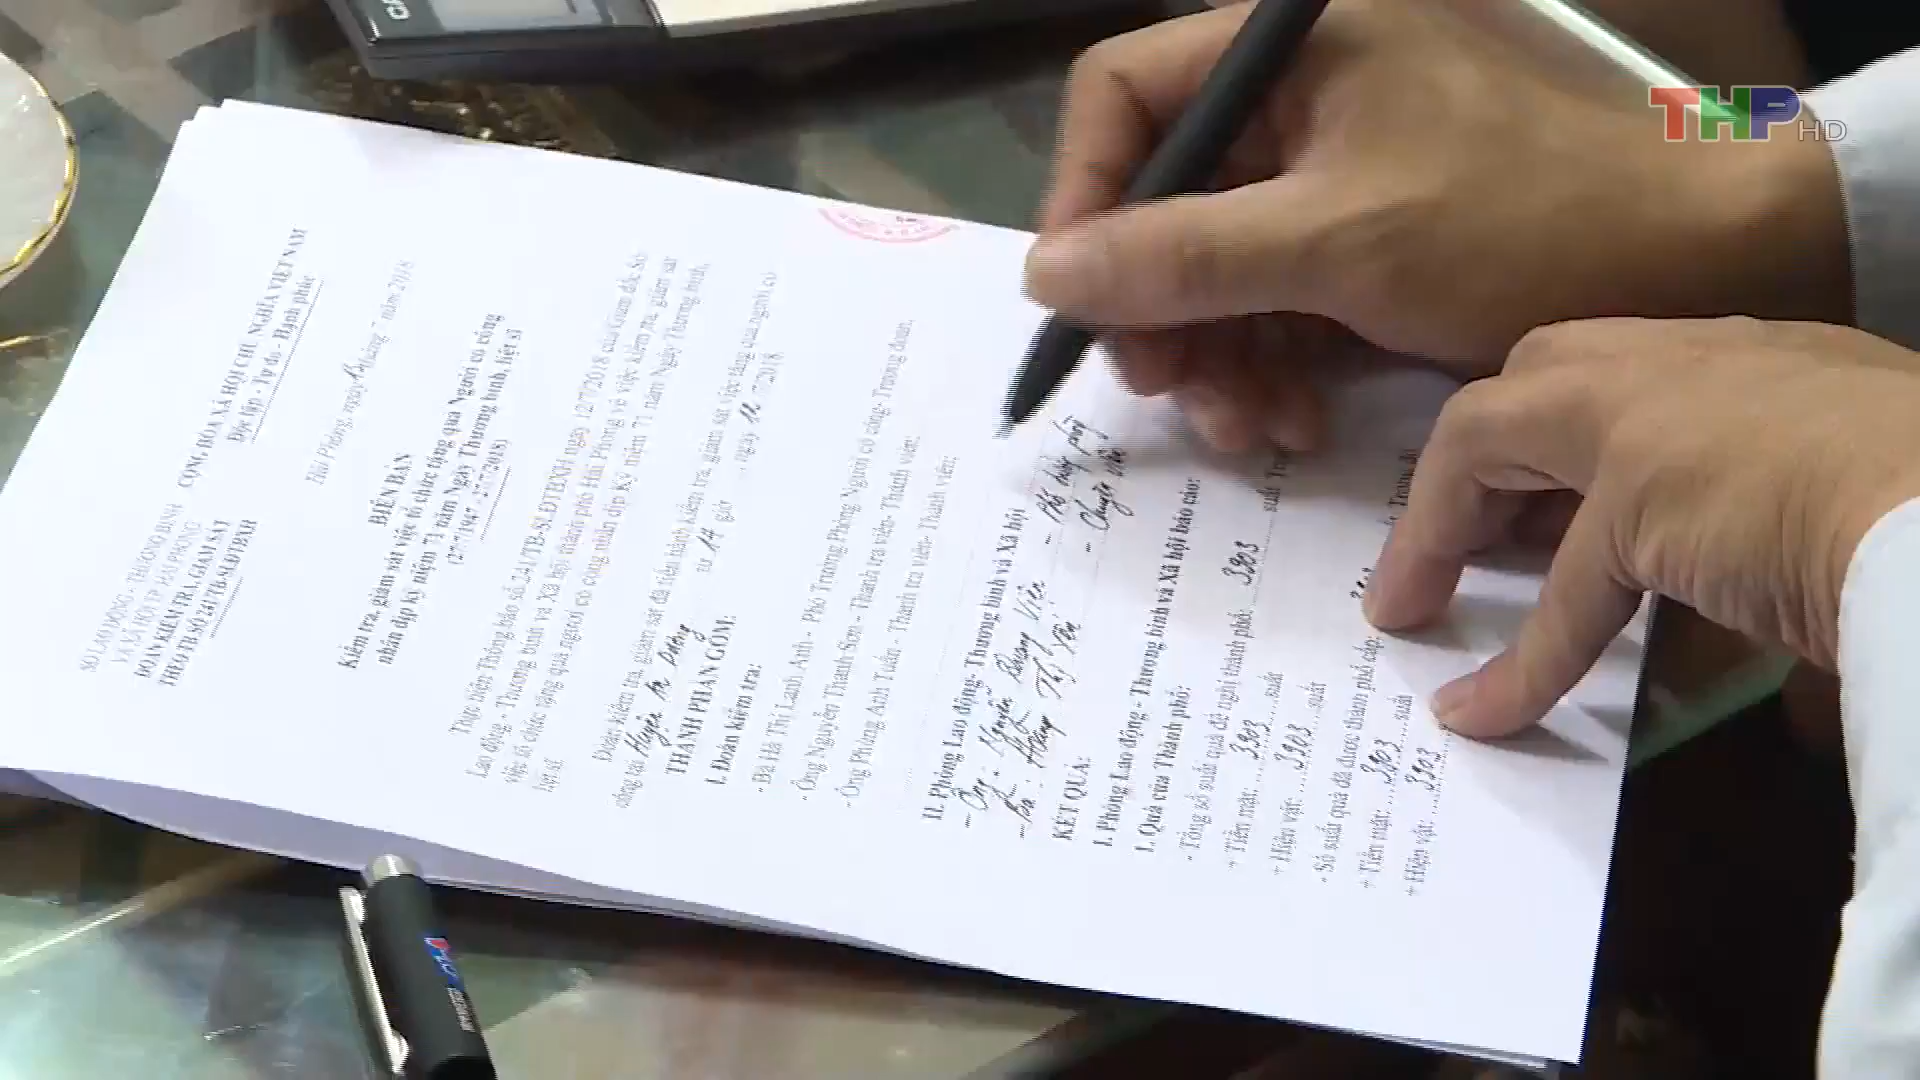 SỞ LAO ĐỘNG - THƯƠNG BINH
VÀ XÃ HỘI TP HẢI PHÒNG
ĐOÀN KIỂM TRA, GIÁM SÁT
THEO TB SỐ 241/TB-SLĐTBXH
CỘNG HÒA XÃ HỘI CHỦ NGHĨA VIỆT NAM
Độc lập - Tự do - Hạnh phúc
Hải Phòng, ngày tháng 7 năm 2018
BIÊN BẢN
Kiểm tra, giám sát việc tổ chức tặng quà Người có công
nhân dịp kỷ niệm 71 năm Ngày Thương binh, liệt sĩ
(27/7/1947-27/7/2018)
Thực hiện Thông báo số 241/TB-SLĐTBXH ngày 12/7/2018 của Giám đốc Sở
Lao động - Thương binh và Xã hội thành phố Hải Phòng về việc kiểm tra, giám sát
việc tổ chức tặng quà người có công nhân dịp Kỷ niệm 71 năm Ngày Thương binh,
liệt sĩ.
Đoàn kiểm tra, giám sát đã tiến hành kiểm tra, giám sát việc tặng quà người có
công tại Huyện An Dương từ 14 giờ , ngày /7/2018
THÀNH PHẦN GỒM:
I. Đoàn kiểm tra:
- Bà Hà Thị Lanh Anh - Phó Trưởng Phòng Người có công- Trưởng đoàn,
- Ông Nguyễn Thanh Sơn - Thanh tra viên- Thành viên;
- Ông Phùng Anh Tuấn - Thanh tra viên- Thành viên;
II. Phòng Lao động- Thương binh và Xã hội
- Ông: Nguyễn Viên - Phó phòng
- Bà: Hoàng Thị Yến - Chuyên viên
KẾT QUẢ:
I. Phòng Lao động - Thương binh và Xã hội báo cáo:
1. Quà của Thành phố:
- Tổng số suất quà đề nghị thành phố: 3303 suất
+ Tiền mặt: 3303 suất
+ Hiện vật: 3303 suất
- Số suất quà đã được thành phố cấp: Trong đó
+ Tiền mặt: 3303 suất
+ Hiện vật: 3303
THP HD